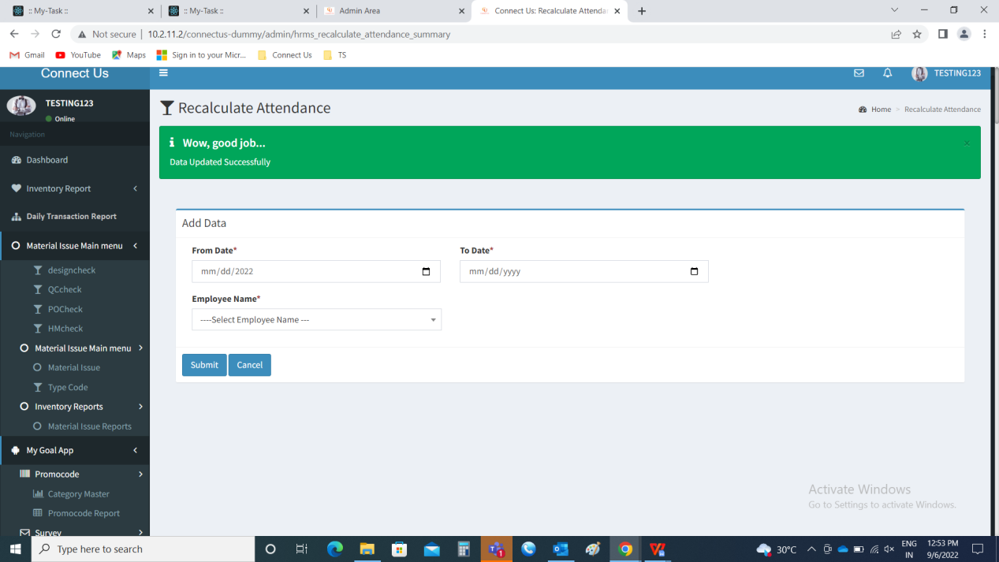 :: My-Task ::
:: My-Task ::
Admin Area
Connect Us: Recalculate Attendan
Not secure
10.2.11.2/connectus-dummy/admin/hrms_recalculate_attendance_summary
Gmail
YouTube
Maps
Sign in to your Micr...
Connect Us
TS
Connect Us
TESTING123
TESTING123
Online
Navigation
Dashboard
Inventory Report
Daily Transaction Report
Material Issue Main menu
designcheck
QCcheck
POCheck
HMcheck
Material Issue Main menu
Material Issue
Type Code
Inventory Reports
Material Issue Reports
My Goal App
Promocode
Category Master
Promocode Report
Survey
Recalculate Attendance
Home > Recalculate Attendance
Wow, good job...
Data Updated Successfully
Add Data
From Date*
To Date*
mm/dd/2022
mm/dd/yyyy
Employee Name*
----Select Employee Name ---
Submit
Cancel
Activate Windows
Go to Settings to activate Windows.
Type here to search
30°C
ENG
IN
12:53 PM
9/6/2022